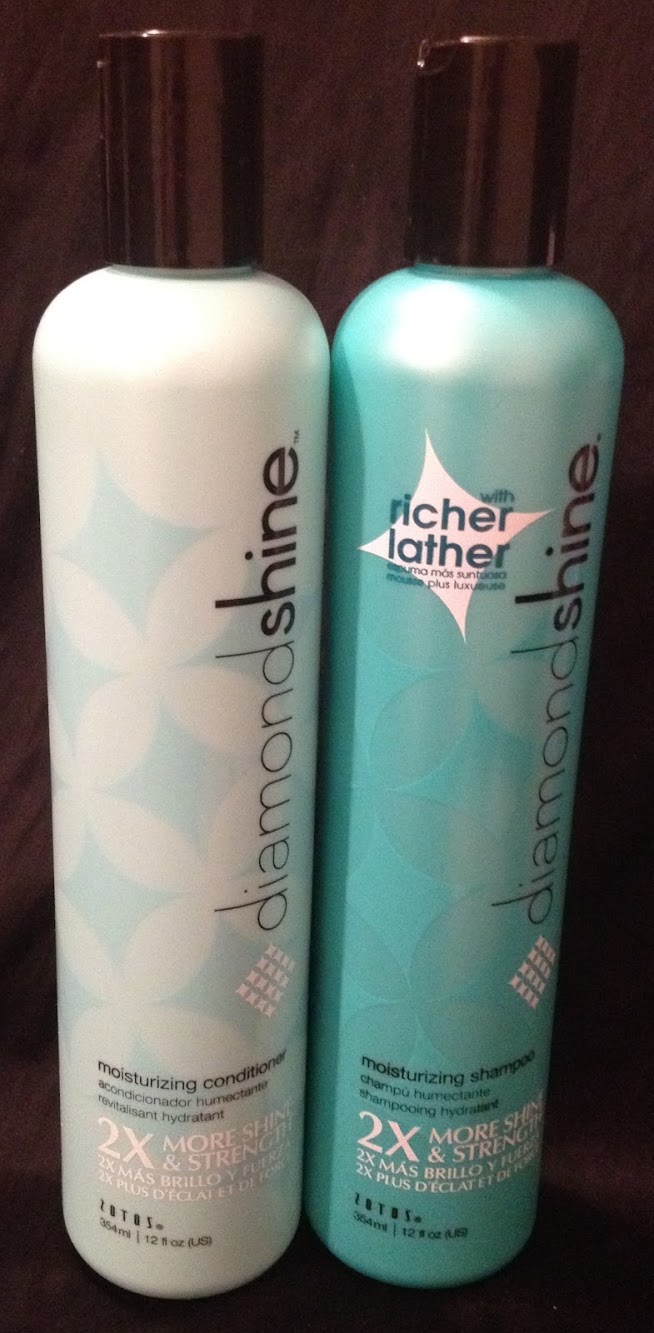 diamondshine™
moisturizing conditioner
acondicionador humectante
revitalisant hydratant
2X MORE SHINE
& STRENGTH
2X MÁS BRILLO Y FUERZA
2X PLUS D'ÉCLAT ET DE FORCE
ZOTOS®
354 ml | 12 fl oz (US)
with
richer
lather
espuma más suntuosa
mousse plus luxueuse
diamondshine®
moisturizing shampoo
champú humectante
shampooing hydratant
2X MORE SHINE
& STRENGTH
2X MÁS BRILLO Y FUERZA
2X PLUS D'ÉCLAT ET DE FORCE
ZOTOS®
354 ml | 12 fl oz (US)